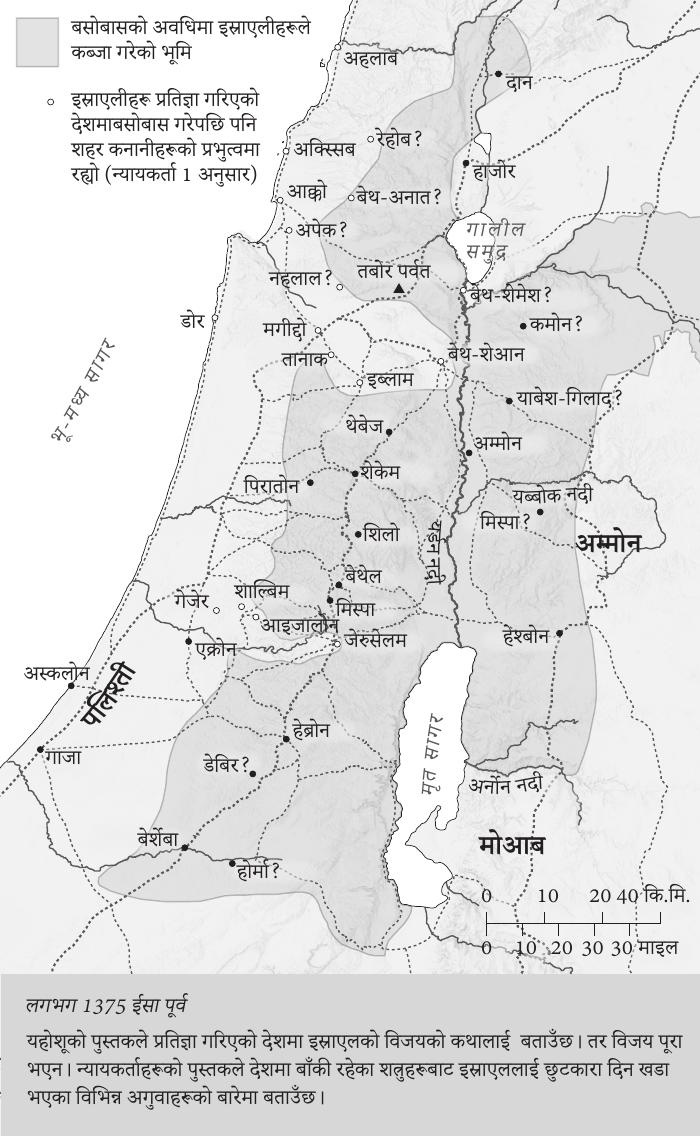 बसोबासको अवधिमा इस्राएलीहरूले
कब्जा गरेको भूमि
इस्राएलीहरू प्रतिज्ञा गरिएको
देशमाबसोबास गरेपछि पनि
शहर कनानीहरूको प्रभुत्वमा
रह्यो (न्यायकर्ता 1 अनुसार)
अहलाब
दान
रेहोब?
अक्स्सिब
हाजोर
आक्को
बेथ-अनात?
अपेक?
गालील
समुद्र
तबोर पर्वत
नहलाल?
बेथ-शेमेश?
डोर
मगीद्दो
कमोन?
तानाक
बेथ-शेआन
इब्लाम
भू-मध्य सागर
याबेश-गिलाद?
थेबेज
अम्मोन
शेकेम
पिरातोन
यब्बोक नदी
मिस्पा?
शिलो
अम्मोन
यर्दन नदी
बेथेल
शाल्बिम
गेजेर
मिस्पा
आइजालोन
जेरुसेलम
हेश्बोन
एक्रोन
अस्कलोन
पलिश्ती
हेब्रोन
गाजा
डेबिर?
मृत सागर
अर्नोन नदी
बेर्शेबा
मोआब
होर्मा?
0 10 20 40 कि.मि.
0 10 20 30 30 माइल
लगभग 1375 ईसा पूर्व
यहोशूको पुस्तकले प्रतिज्ञा गरिएको देशमा इस्राएलको विजयको कथालाई बताउँछ। तर विजय पूरा
भएन। न्यायकर्ताहरूको पुस्तकले देशमा बाँकी रहेका शत्रुहरूबाट इस्राएललाई छुटकारा दिन खडा
भएका विभिन्न अगुवाहरूको बारेमा बताउँछ।